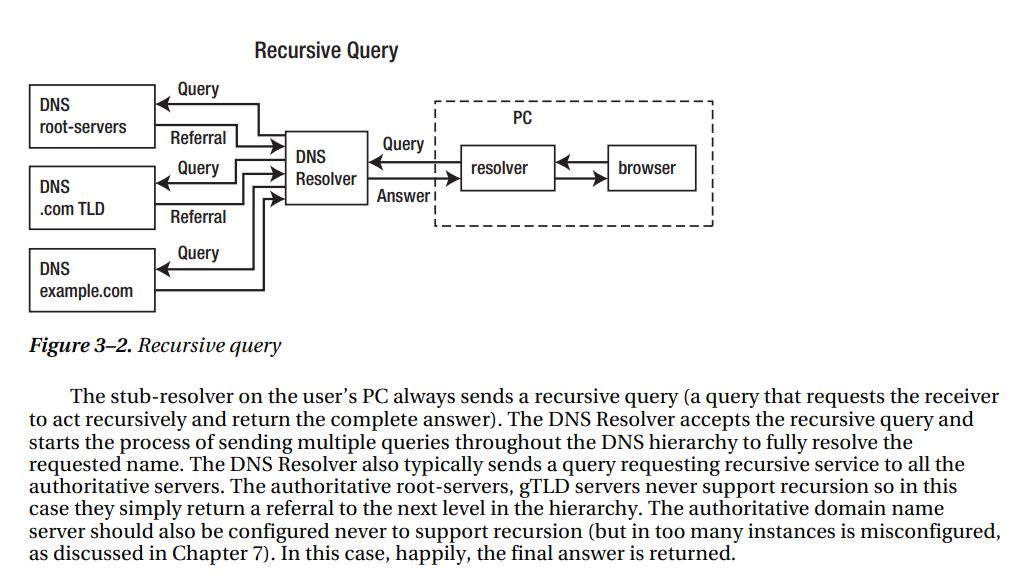 Recursive Query
Query
DNS
root-servers
Referral
PC
Query
DNS
Resolver
resolver
browser
Query
DNS
.com TLD
Answer
Referral
Query
DNS
example.com
Figure 3–2. Recursive query
The stub-resolver on the user's PC always sends a recursive query (a query that requests the receiver
to act recursively and return the complete answer). The DNS Resolver accepts the recursive query and
starts the process of sending multiple queries throughout the DNS hierarchy to fully resolve the
requested name. The DNS Resolver also typically sends a query requesting recursive service to all the
authoritative servers. The authoritative root-servers, gTLD servers never support recursion so in this
case they simply return a referral to the next level in the hierarchy. The authoritative domain name
server should also be configured never to support recursion (but in too many instances is misconfigured,
as discussed in Chapter 7). In this case, happily, the final answer is returned.